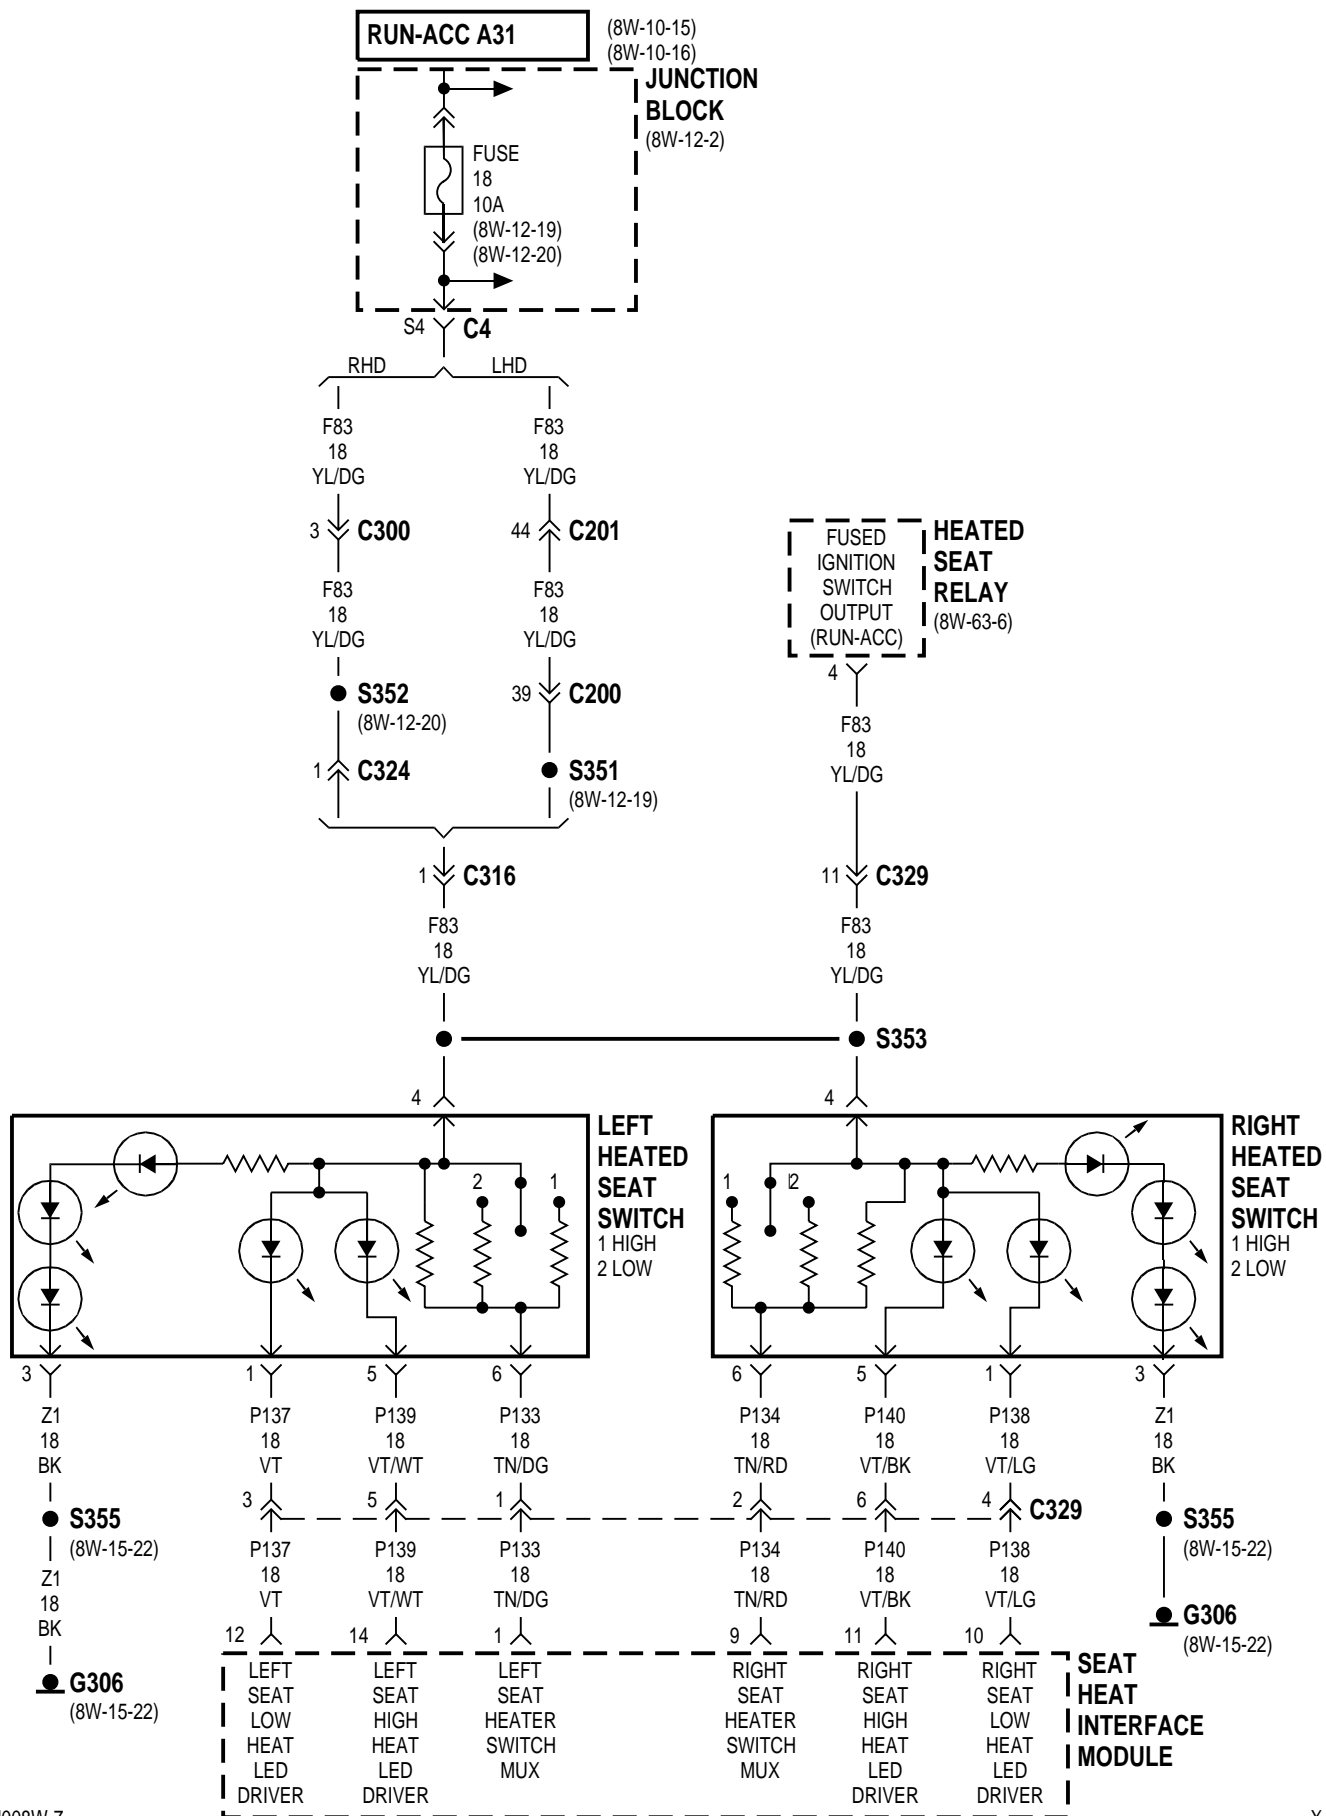 RUN-ACC A31
(8W-10-15)
(8W-10-16)
JUNCTION
BLOCK
(8W-12-2)
FUSE
18
10A
(8W-12-19)
(8W-12-20)
S4
C4
RHD
LHD
F83
18
YL/DG
F83
18
YL/DG
3
C300
44
C201
F83
18
YL/DG
F83
18
YL/DG
S352
(8W-12-20)
39
C200
1
C324
S351
(8W-12-19)
FUSED
IGNITION
SWITCH
OUTPUT
(RUN-ACC)
HEATED
SEAT
RELAY
(8W-63-6)
4
F83
18
YL/DG
1
C316
11
C329
F83
18
YL/DG
F83
18
YL/DG
S353
4
4
LEFT
HEATED
SEAT
SWITCH
1 HIGH
2 LOW
2
1
1
2
RIGHT
HEATED
SEAT
SWITCH
1 HIGH
2 LOW
3
1
5
6
6
5
1
3
Z1
18
BK
P137
18
VT
P139
18
VT/WT
P133
18
TN/DG
P134
18
TN/RD
P140
18
VT/BK
P138
18
VT/LG
Z1
18
BK
3
5
1
2
6
4
C329
S355
(8W-15-22)
S355
(8W-15-22)
Z1
18
BK
P137
18
VT
P139
18
VT/WT
P133
18
TN/DG
P134
18
TN/RD
P140
18
VT/BK
P138
18
VT/LG
G306
(8W-15-22)
G306
(8W-15-22)
12
14
1
9
11
10
LEFT
SEAT
LOW
HEAT
LED
DRIVER
LEFT
SEAT
HIGH
HEAT
LED
DRIVER
LEFT
SEAT
HEATER
SWITCH
MUX
RIGHT
SEAT
HEATER
SWITCH
MUX
RIGHT
SEAT
HIGH
HEAT
LED
DRIVER
RIGHT
SEAT
LOW
HEAT
LED
DRIVER
SEAT
HEAT
INTERFACE
MODULE